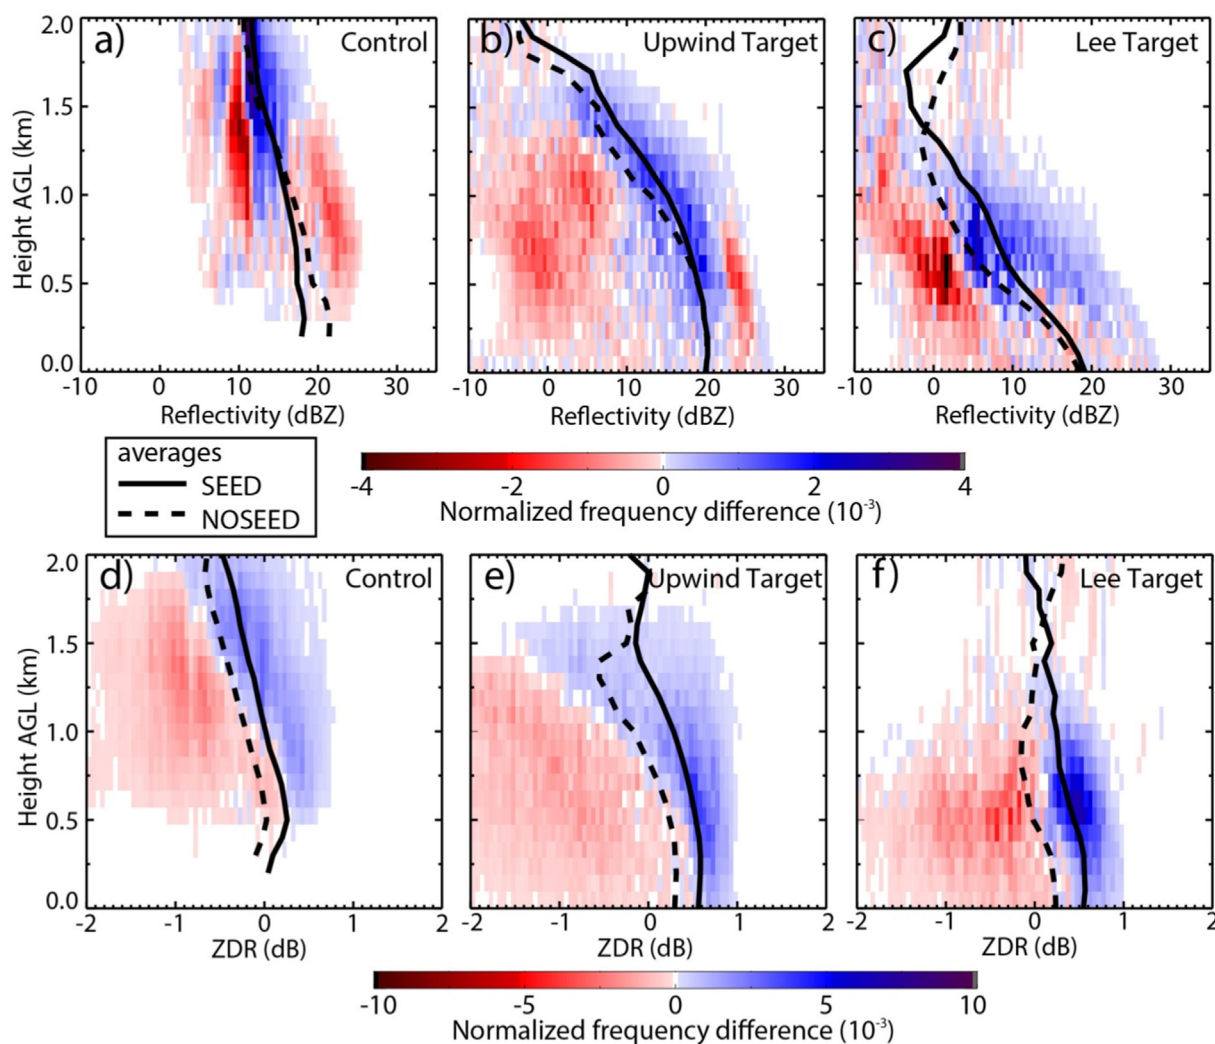 a) Control
b) Upwind Target
c) Lee Target
2.0
1.5
1.0
0.5
0.0
Height AGL (km)
-10 0 10 20 30
-10 0 10 20 30
-10 0 10 20 30
Reflectivity (dBZ)
Reflectivity (dBZ)
Reflectivity (dBZ)
averages
SEED
NOSEED
-4 -2 0 2 4
Normalized frequency difference (10⁻³)
d) Control
e) Upwind Target
f) Lee Target
2.0
1.5
1.0
0.5
0.0
Height AGL (km)
-2 -1 0 1 2
-2 -1 0 1 2
-2 -1 0 1 2
ZDR (dB)
ZDR (dB)
ZDR (dB)
-10 -5 0 5 10
Normalized frequency difference (10⁻³)